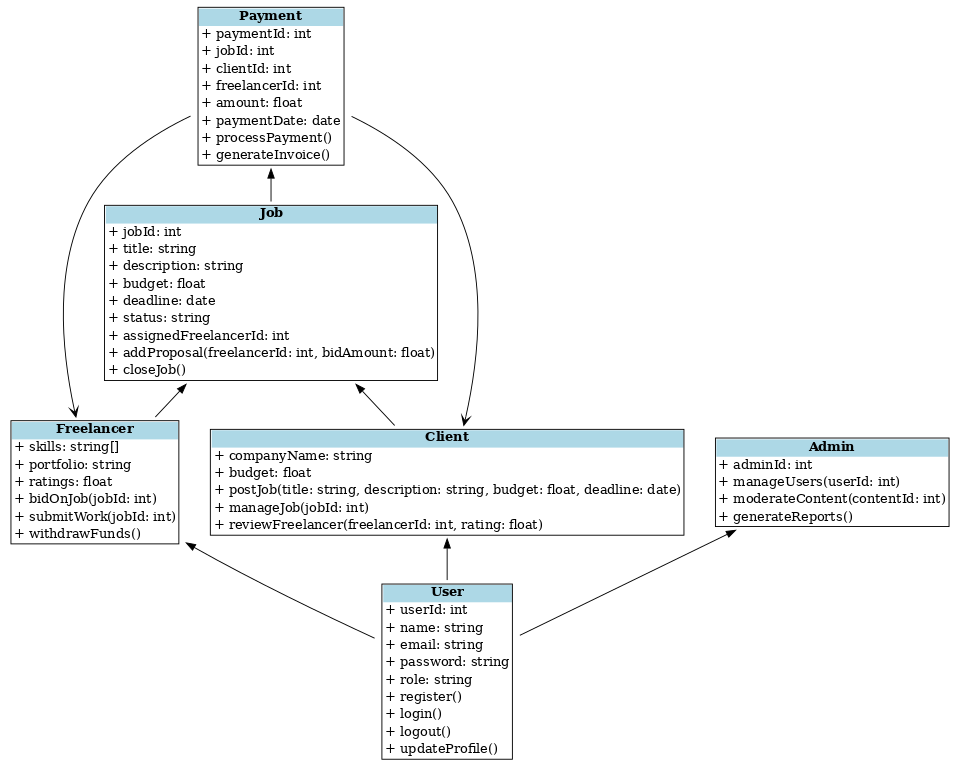 Payment
+ paymentId: int
+ jobId: int
+ clientId: int
+ freelancerId: int
+ amount: float
+ paymentDate: date
+ processPayment()
+ generateInvoice()
Job
+ jobId: int
+ title: string
+ description: string
+ budget: float
+ deadline: date
+ status: string
+ assignedFreelancerId: int
+ addProposal(freelancerId: int, bidAmount: float)
+ closeJob()
Freelancer
+ skills: string[]
+ portfolio: string
+ ratings: float
+ bidOnJob(jobId: int)
+ submitWork(jobId: int)
+ withdrawFunds()
Client
+ companyName: string
+ budget: float
+ postJob(title: string, description: string, budget: float, deadline: date)
+ manageJob(jobId: int)
+ reviewFreelancer(freelancerId: int, rating: float)
Admin
+ adminId: int
+ manageUsers(userId: int)
+ moderateContent(contentId: int)
+ generateReports()
User
+ userId: int
+ name: string
+ email: string
+ password: string
+ role: string
+ register()
+ login()
+ logout()
+ updateProfile()